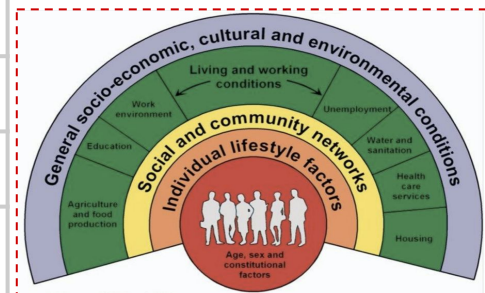 General socio-economic, cultural and environmental conditions
Living and working
conditions
Work
environment
Unemployment
Education
Water and
sanitation
Agriculture
and food
production
Health
care
services
Housing
Social and community networks
Individual lifestyle factors
Age, sex and
constitutional
factors